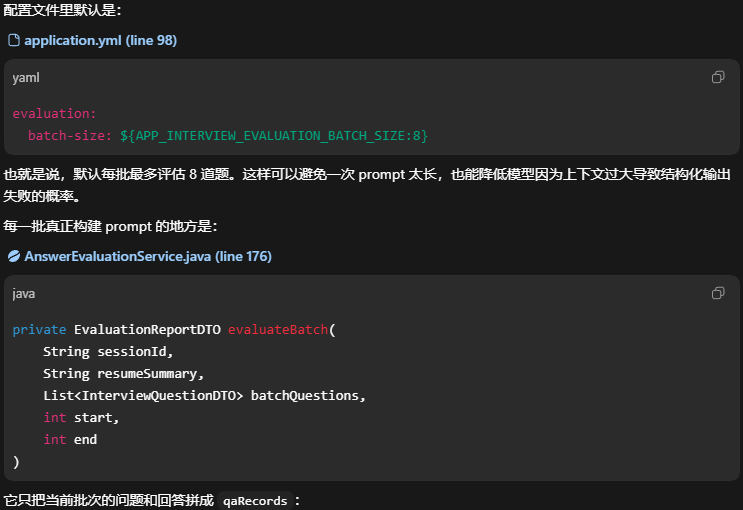 配置文件里默认是：
application.yml (line 98)
yaml
evaluation:
  batch-size: ${APP_INTERVIEW_EVALUATION_BATCH_SIZE:8}
也就是说，默认每批最多评估 8 道题。这样可以避免一次 prompt 太长，也能降低模型因为上下文过大导致结构化输出
失败的概率。
每一批真正构建 prompt 的地方是：
AnswerEvaluationService.java (line 176)
java
private EvaluationReportDTO evaluateBatch(
    String sessionId,
    String resumeSummary,
    List<InterviewQuestionDTO> batchQuestions,
    int start,
    int end
)
它只把当前批次的问题和回答拼成 qaRecords：